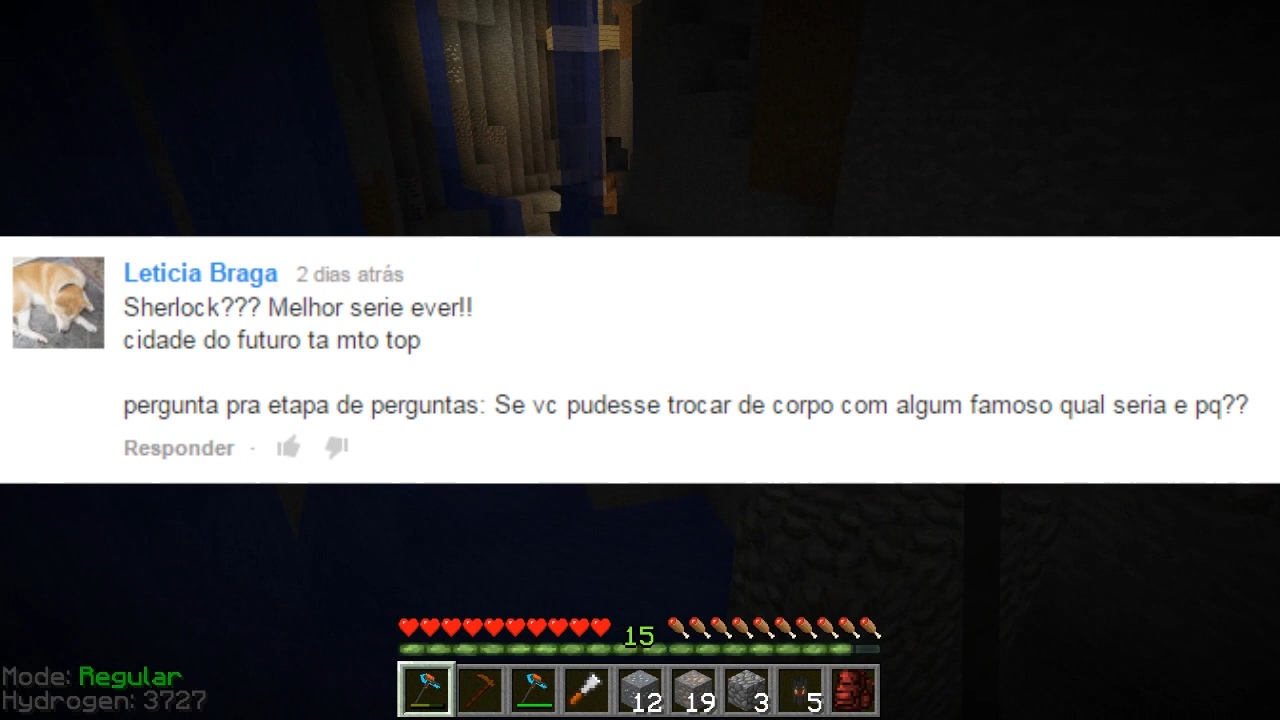 Leticia Braga 2 dias atrás
Sherlock??? Melhor serie ever!!
cidade do futuro ta mto top
pergunta pra etapa de perguntas: Se vc pudesse trocar de corpo com algum famoso qual seria e pq??
Responder ·
15
Mode: Regular
Hydrogen: 3727
12 19 3 5